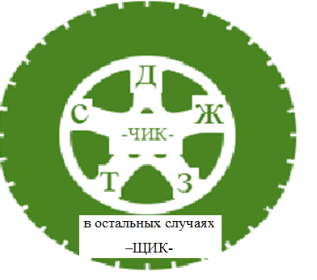 Д
С Ж
-ЧИК-
Т З
в остальных случаях
–ЩИК-